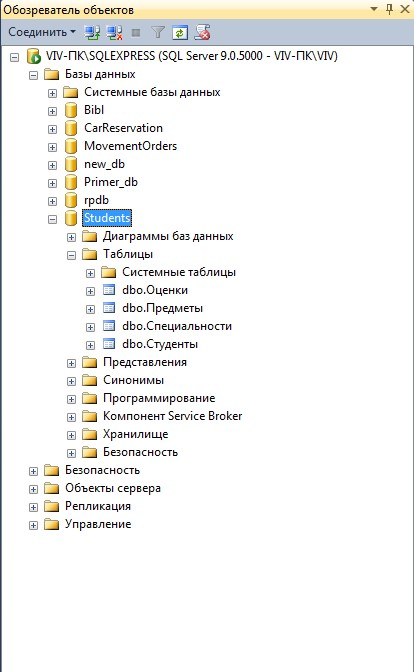 Обозреватель объектов
Соединить
VIV-ПК\SQLEXPRESS (SQL Server 9.0.5000 - VIV-ПК\VIV)
Базы данных
Системные базы данных
Bibl
CarReservation
MovementOrders
new_db
Primer_db
rpdb
Students
Диаграммы баз данных
Таблицы
Системные таблицы
dbo.Оценки
dbo.Предметы
dbo.Специальности
dbo.Студенты
Представления
Синонимы
Программирование
Компонент Service Broker
Хранилище
Безопасность
Безопасность
Объекты сервера
Репликация
Управление